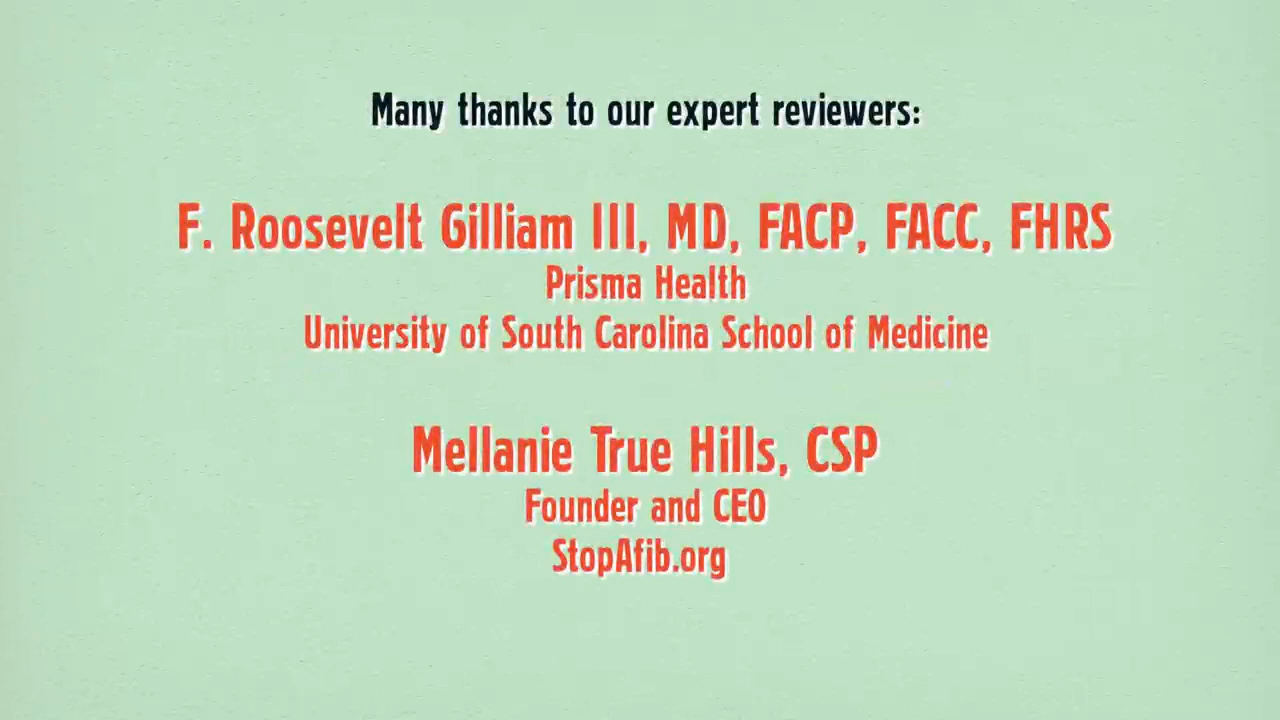 Many thanks to our expert reviewers:
F. Roosevelt Gilliam III, MD, FACP, FACC, FHRS
Prisma Health
University of South Carolina School of Medicine
Mellanie True Hills, CSP
Founder and CEO
StopAfib.org